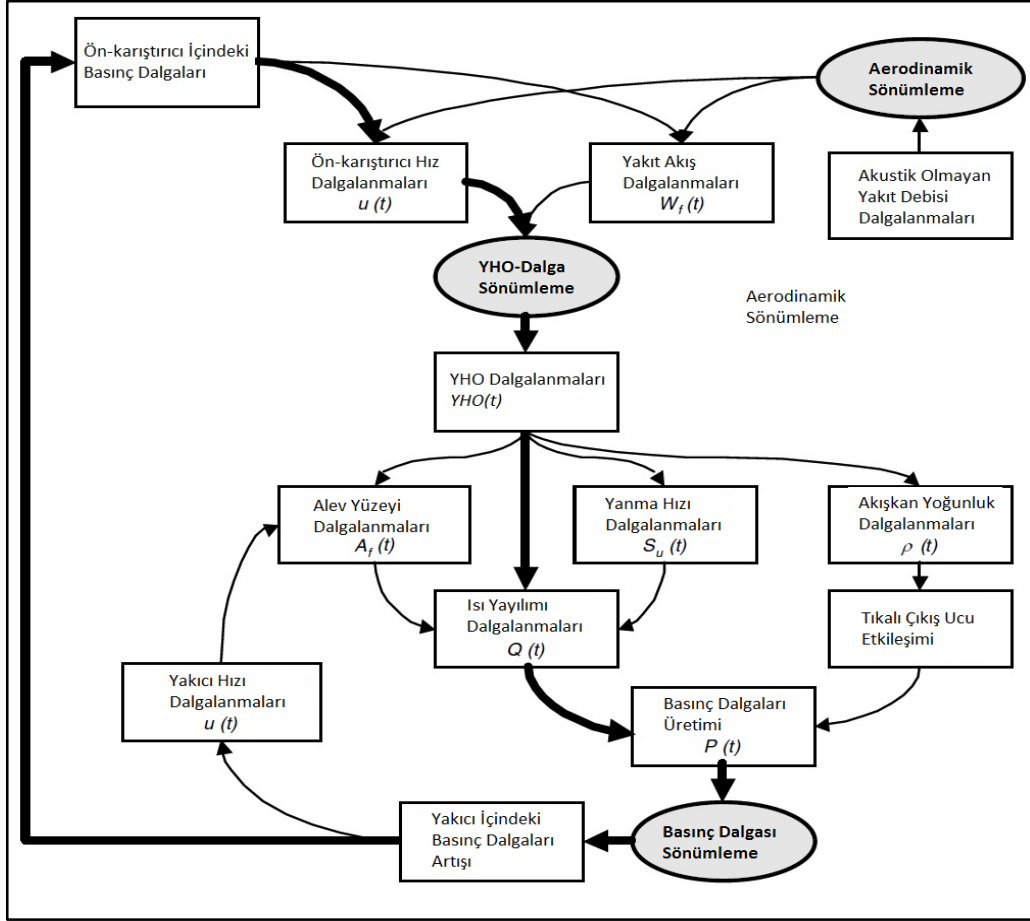 Ön-karıştırıcı İçindeki
Basınç Dalgaları
Aerodinamik
Sönümleme
Ön-karıştırıcı Hız
Dalgalanmaları
u (t)
Yakıt Akış
Dalgalanmaları
W_f (t)
Akustik Olmayan
Yakıt Debisi
Dalgalanmaları
YHO-Dalga
Sönümleme
Aerodinamik
Sönümleme
YHO Dalgalanmaları
YHO(t)
Alev Yüzeyi
Dalgalanmaları
A_f (t)
Yanma Hızı
Dalgalanmaları
S_u (t)
Akışkan Yoğunluk
Dalgalanmaları
ρ (t)
Isı Yayılımı
Dalgalanmaları
Q (t)
Tıkalı Çıkış Ucu
Etkileşimi
Yakıcı Hızı
Dalgalanmaları
u (t)
Basınç Dalgaları
Üretimi
P (t)
Yakıcı İçindeki
Basınç Dalgaları
Artışı
Basınç Dalgası
Sönümleme